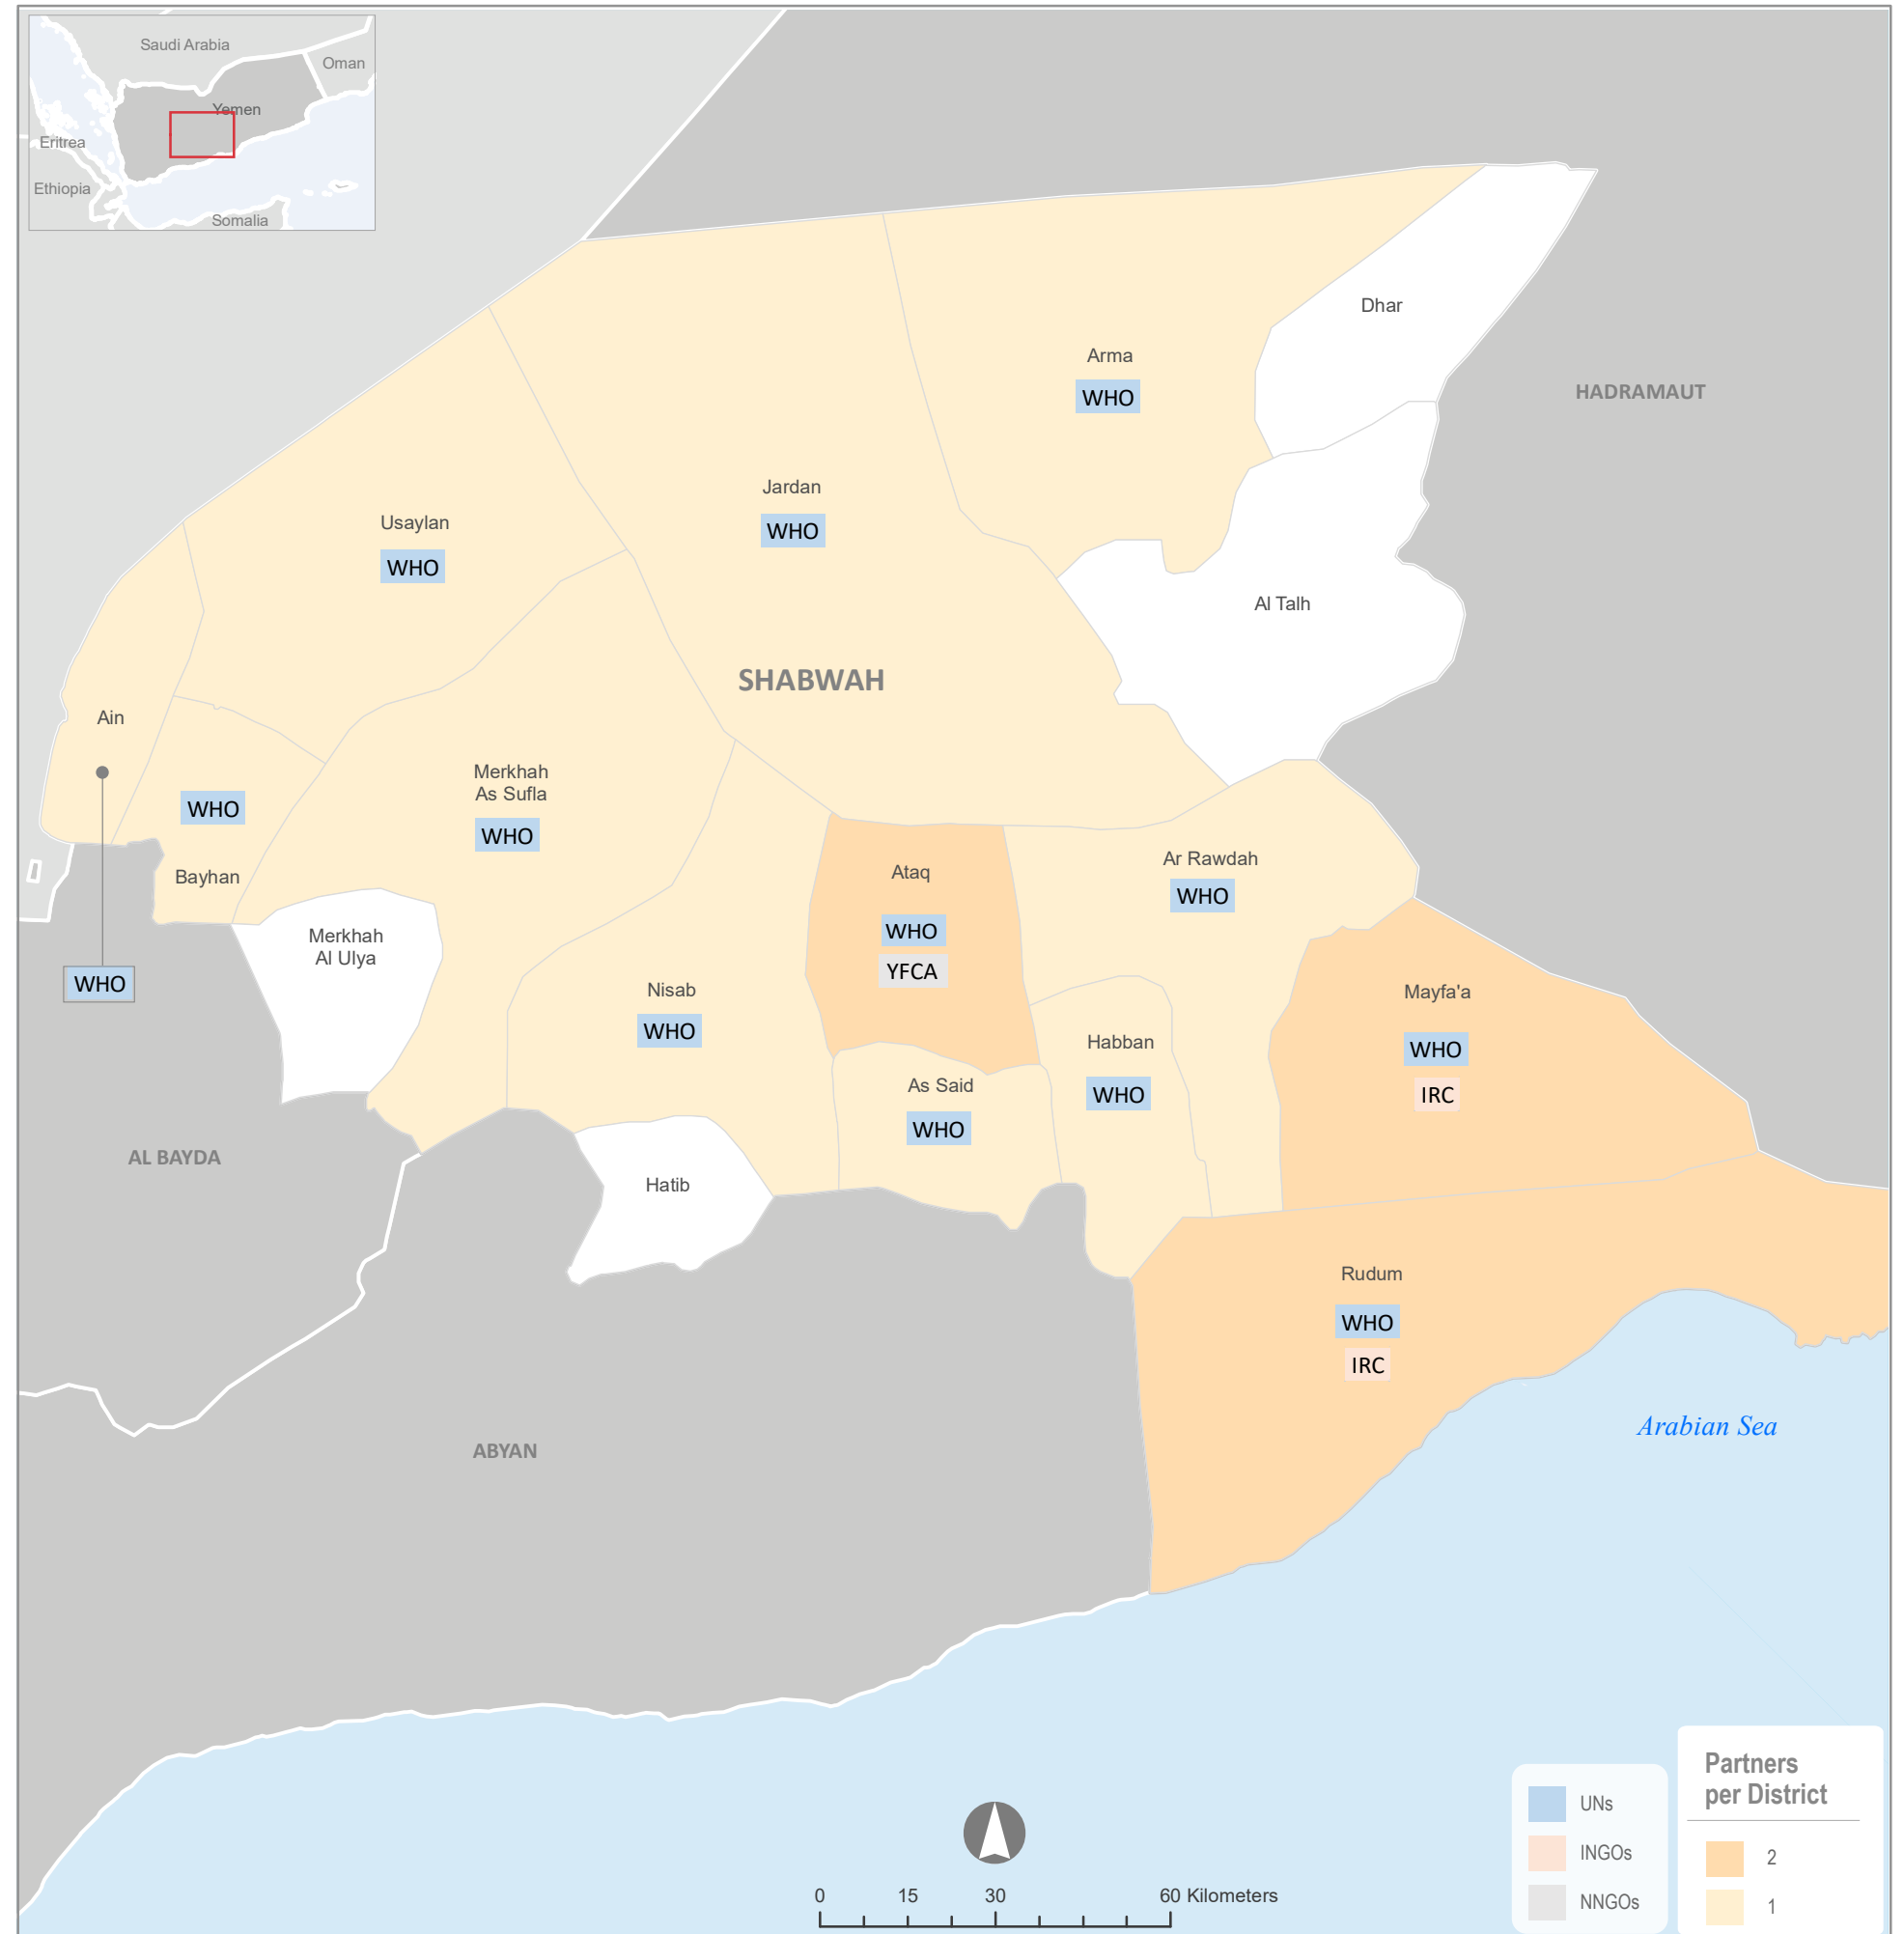 Saudi Arabia
Oman
Yemen
Eritrea
Ethiopia
Somalia
Dhar
Arma
WHO
HADRAMAUT
Jardan
WHO
Usaylan
WHO
Al Talh
SHABWAH
Ain
WHO
Merkhah
As Sufla
WHO
WHO
Bayhan
Ataq
WHO
YFCA
Ar Rawdah
WHO
Merkhah
Al Ulya
Nisab
WHO
Mayfa'a
WHO
IRC
Habban
WHO
As Said
WHO
AL BAYDA
Hatib
Rudum
WHO
IRC
Arabian Sea
ABYAN
Partners
per District
2
1
UNs
INGOs
NNGOs
0 15 30 60 Kilometers